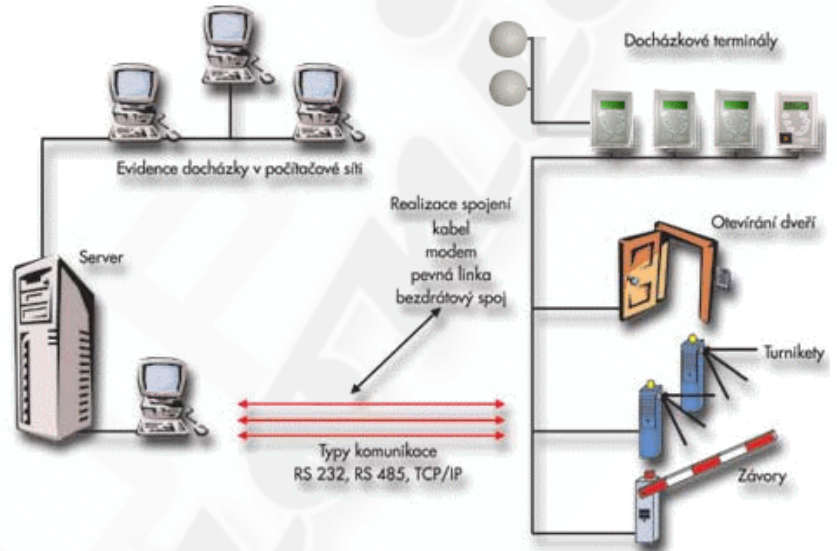 Docházkové terminály
Evidence docházky v počítačové síti
Realizace spojení
kabel
modem
pevná linka
bezdrátový spoj
Otevírání dveří
Server
Turnikety
Typy komunikace
RS 232, RS 485, TCP/IP
Závory